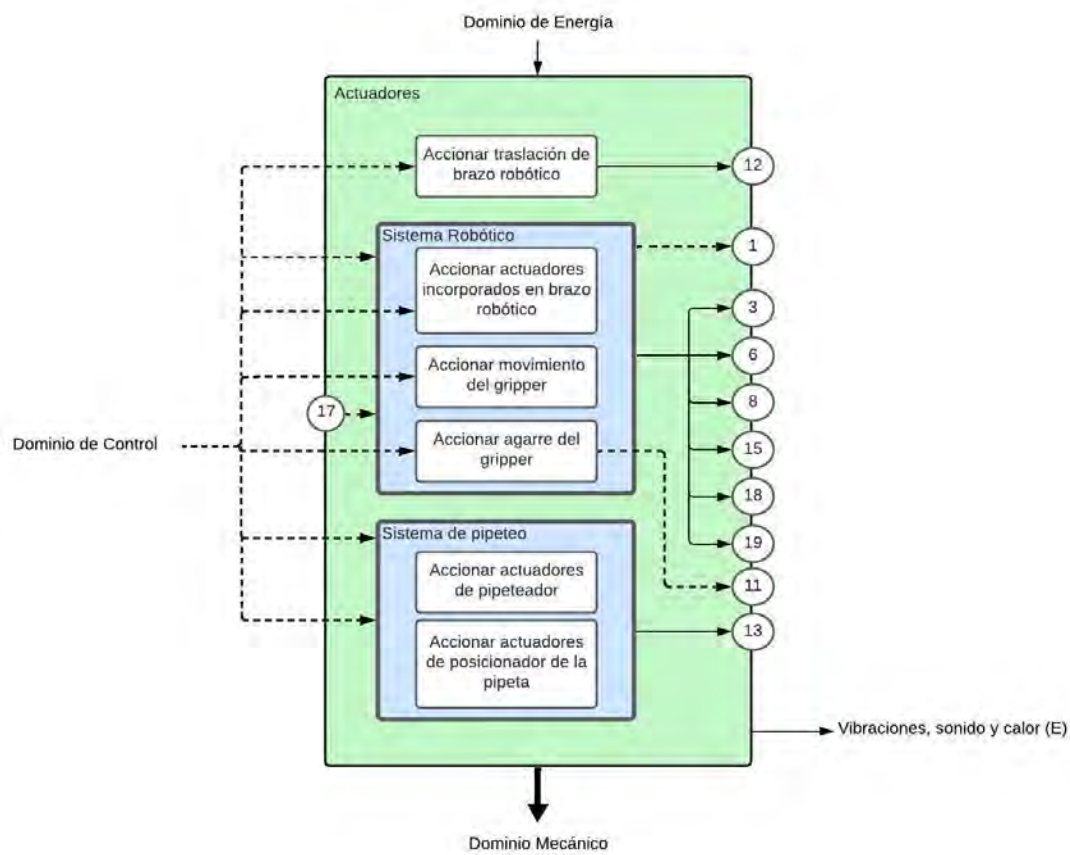 Dominio de Energía
Actuadores
Accionar traslación de
brazo robótico
12
Sistema Robótico
1
Accionar actuadores
incorporados en brazo
robótico
3
6
Accionar movimiento
del gripper
8
17
Dominio de Control
Accionar agarre del
gripper
15
18
19
Sistema de pipeteo
Accionar actuadores
de pipeteador
11
13
Accionar actuadores
de posicionador de la
pipeta
Vibraciones, sonido y calor (E)
Dominio Mecánico